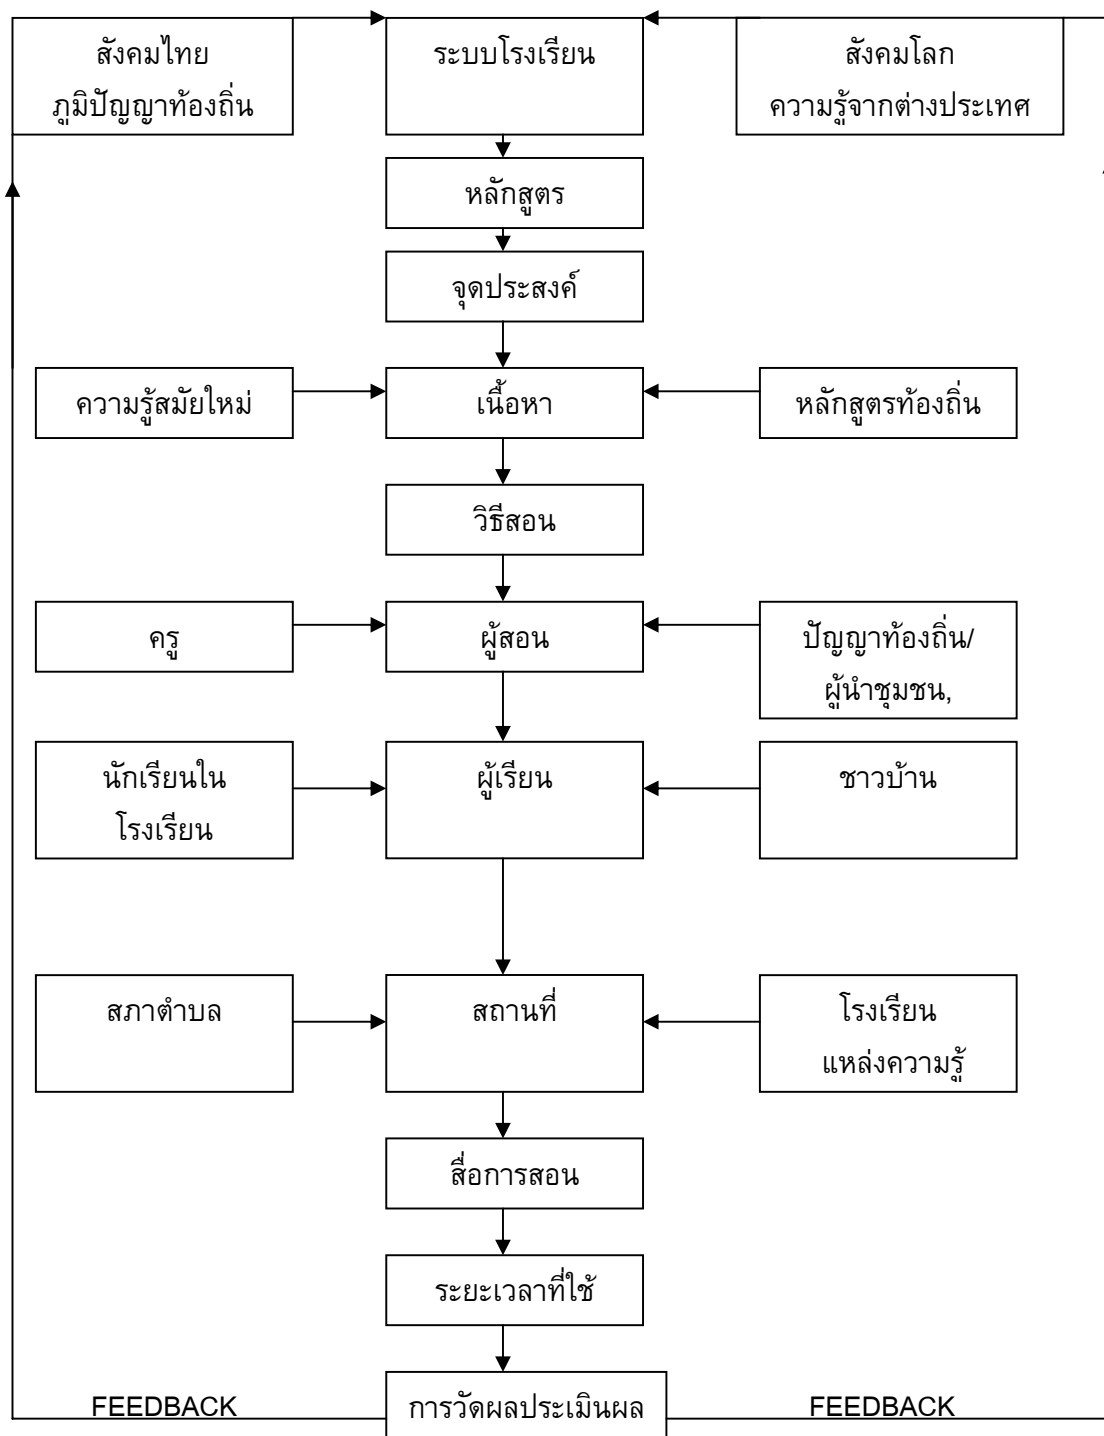 สังคมไทย
ภูมิปัญญาท้องถิ่น
ระบบโรงเรียน
สังคมโลก
ความรู้จากต่างประเทศ
หลักสูตร
จุดประสงค์
ความรู้สมัยใหม่
เนื้อหา
หลักสูตรท้องถิ่น
วิธีสอน
ครู
ผู้สอน
ปัญญาท้องถิ่น/
ผู้นำชุมชน,
นักเรียนใน
โรงเรียน
ผู้เรียน
ชาวบ้าน
สภาตำบล
สถานที่
โรงเรียน
แหล่งความรู้
สื่อการสอน
ระยะเวลาที่ใช้
FEEDBACK
การวัดผลประเมินผล
FEEDBACK